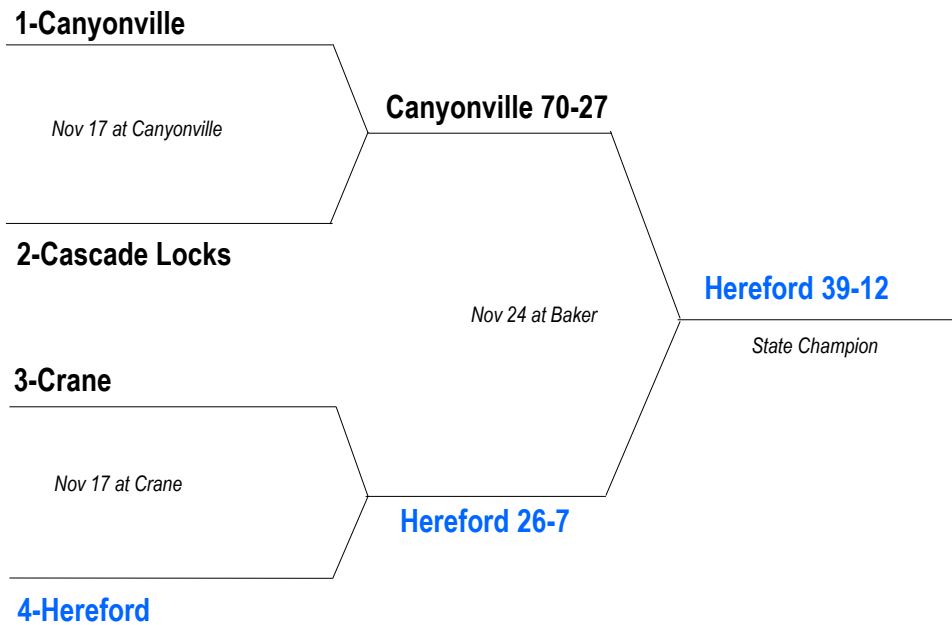 1-Canyonville
Nov 17 at Canyonville
Canyonville 70-27
2-Cascade Locks
Nov 24 at Baker
Hereford 39-12
State Champion
3-Crane
Nov 17 at Crane
Hereford 26-7
4-Hereford